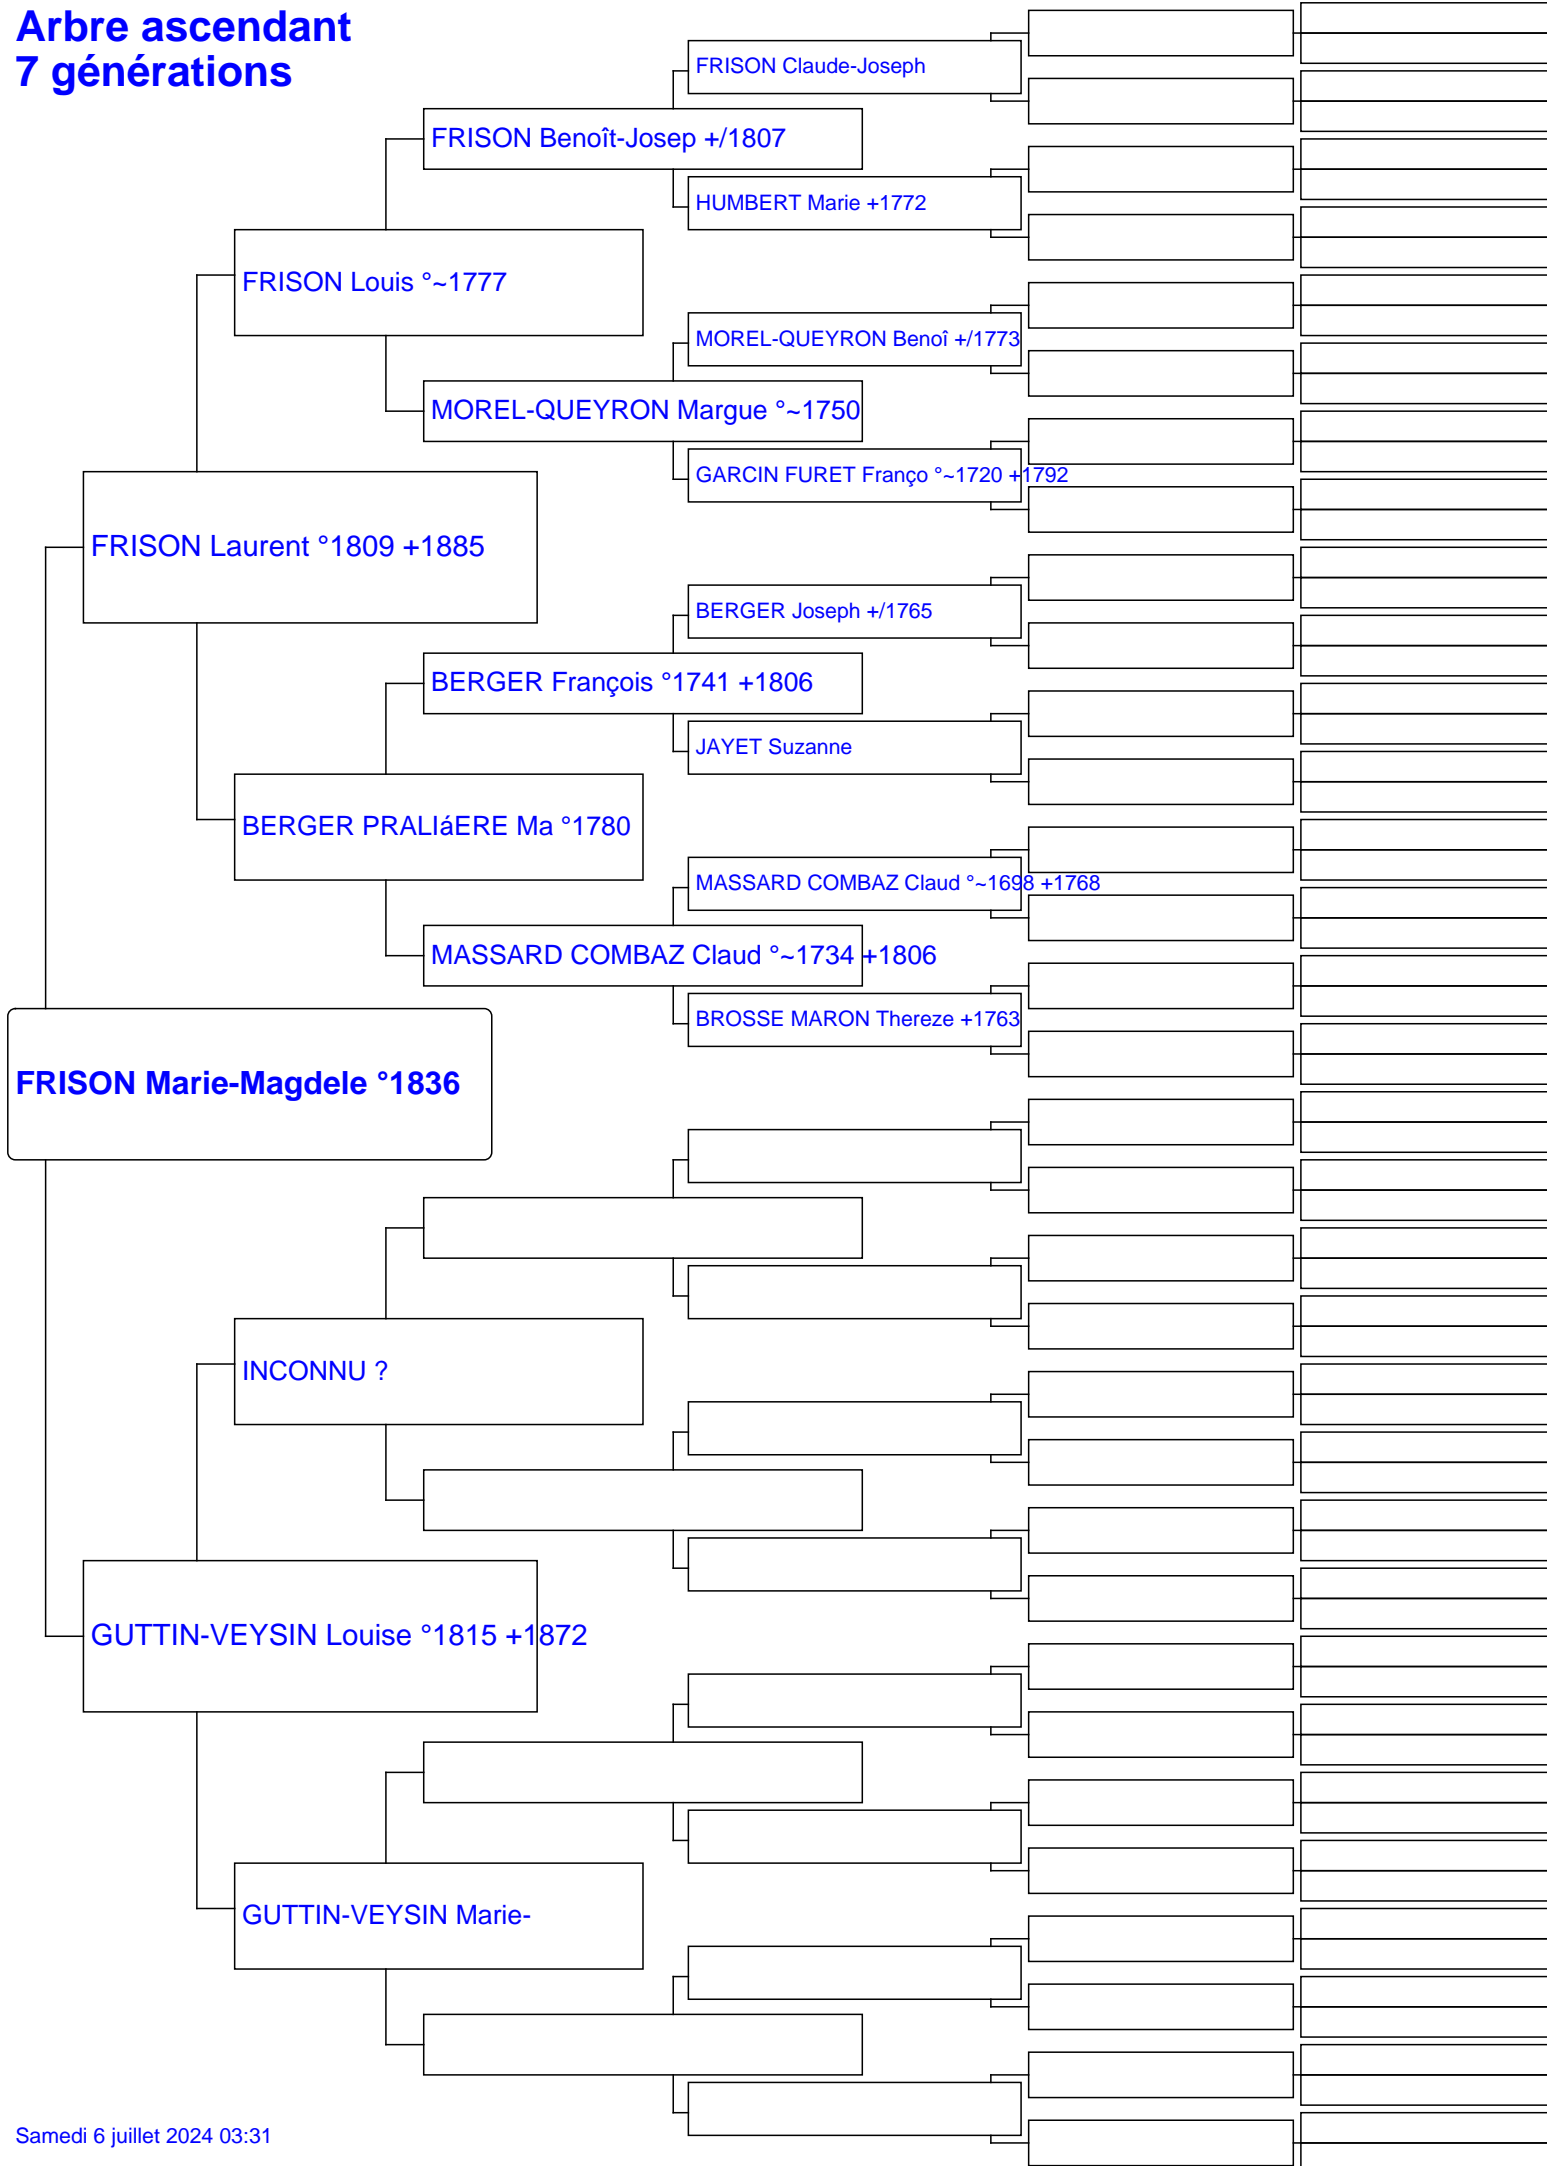 Arbre ascendant
7 générations
FRISON Claude-Joseph
FRISON Benoît-Josep +/1807
HUMBERT Marie +1772
FRISON Louis °~1777
MOREL-QUEYRON Benoî +/1773
MOREL-QUEYRON Margue °~1750
GARCIN FURET Franço °~1720 +1792
FRISON Laurent °1809 +1885
BERGER Joseph +/1765
BERGER François °1741 +1806
JAYET Suzanne
BERGER PRALIáERE Ma °1780
MASSARD COMBAZ Claud °~1698 +1768
MASSARD COMBAZ Claud °~1734 +1806
BROSSE MARON Thereze +1763
FRISON Marie-Magdele °1836
INCONNU ?
GUTTIN-VEYSIN Louise °1815 +1872
GUTTIN-VEYSIN Marie-
Samedi 6 juillet 2024 03:31